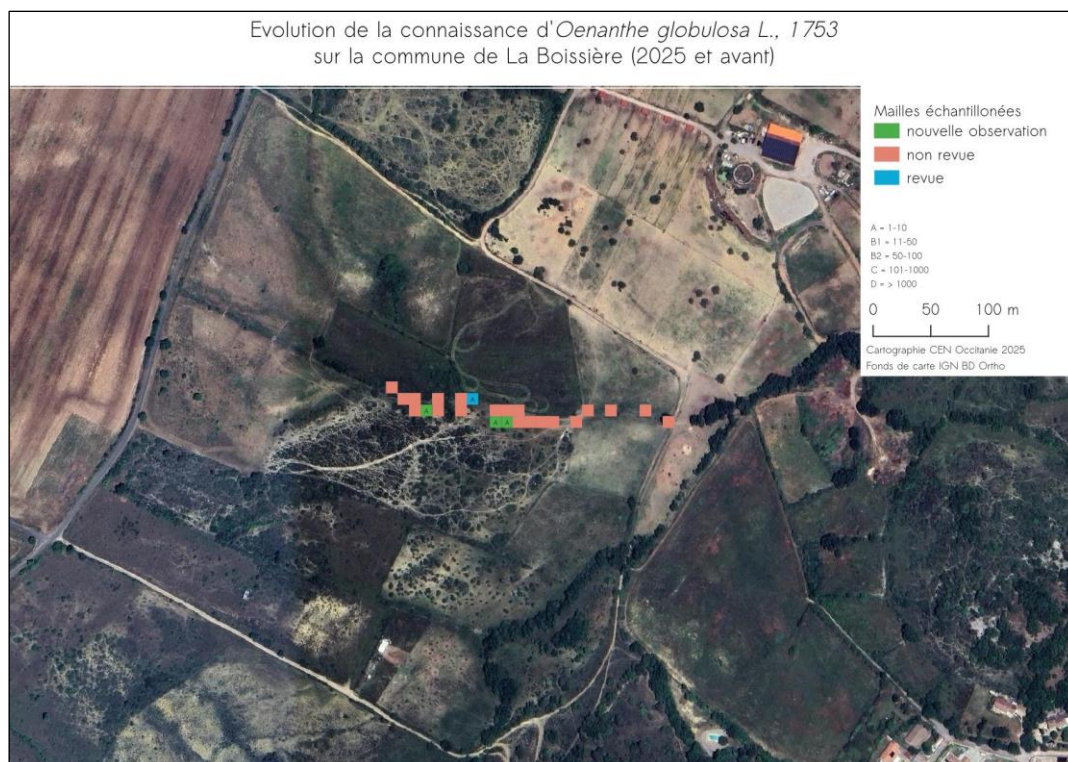 Evolution de la connaissance d'Oenanthe globulosa L., 1753
sur la commune de La Boissière (2025 et avant)
Mailles échantillonées
nouvelle observation
non revue
revue
A = 1-10
B1 = 11-50
B2 = 50-100
C = 101-1000
D = > 1000
0 50 100 m
Cartographie CEN Occitanie 2025
Fonds de carte IGN BD Ortho
A
A
A A